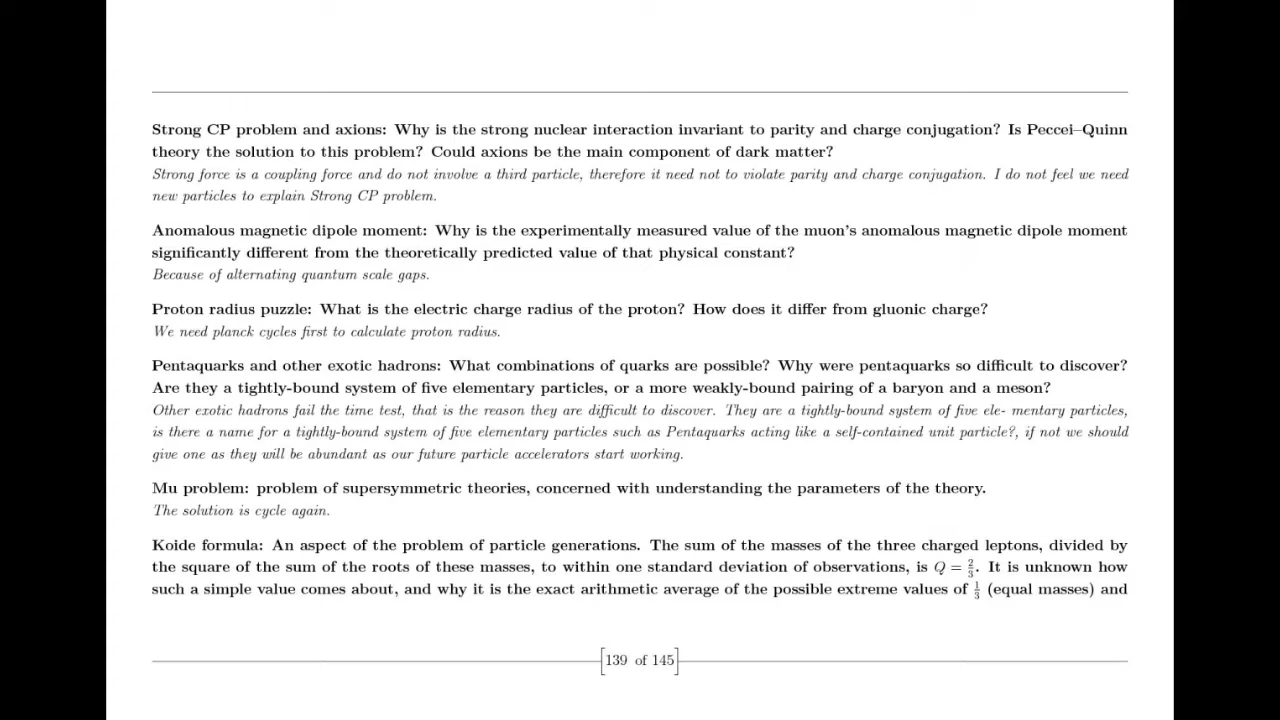 Strong CP problem and axions: Why is the strong nuclear interaction invariant to parity and charge conjugation? Is Peccei–Quinn
theory the solution to this problem? Could axions be the main component of dark matter?
Strong force is a coupling force and do not involve a third particle, therefore it need not to violate parity and charge conjugation. I do not feel we need
new particles to explain Strong CP problem.
Anomalous magnetic dipole moment: Why is the experimentally measured value of the muon's anomalous magnetic dipole moment
significantly different from the theoretically predicted value of that physical constant?
Because of alternating quantum scale gaps.
Proton radius puzzle: What is the electric charge radius of the proton? How does it differ from gluonic charge?
We need planck cycles first to calculate proton radius.
Pentaquarks and other exotic hadrons: What combinations of quarks are possible? Why were pentaquarks so difficult to discover?
Are they a tightly-bound system of five elementary particles, or a more weakly-bound pairing of a baryon and a meson?
Other exotic hadrons fail the time test, that is the reason they are difficult to discover. They are a tightly-bound system of five ele- mentary particles,
is there a name for a tightly-bound system of five elementary particles such as Pentaquarks acting like a self-contained unit particle?, if not we should
give one as they will be abundant as our future particle accelerators start working.
Mu problem: problem of supersymmetric theories, concerned with understanding the parameters of the theory.
The solution is cycle again.
Koide formula: An aspect of the problem of particle generations. The sum of the masses of the three charged leptons, divided by
the square of the sum of the roots of these masses, to within one standard deviation of observations, is Q = 2/3. It is unknown how
such a simple value comes about, and why it is the exact arithmetic average of the possible extreme values of 1/3 (equal masses) and
139 of 145